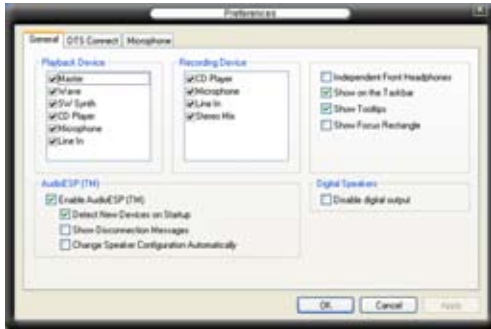 Preferences
General
DTS Connect
Microphone
Playback Device
Master
Wave
SW Synth
CD Player
Microphone
Line In
Recording Device
CD Player
Microphone
Line In
Stereo Mix
Independent Front Headphones
Show on the Taskbar
Show Tooltips
Show Focus Rectangle
AudioESP (TM)
Enable AudioESP (TM)
Detect New Devices on Startup
Show Disconnection Messages
Change Speaker Configuration Automatically
Digital Speakers
Disable digital output
OK
Cancel
Apply